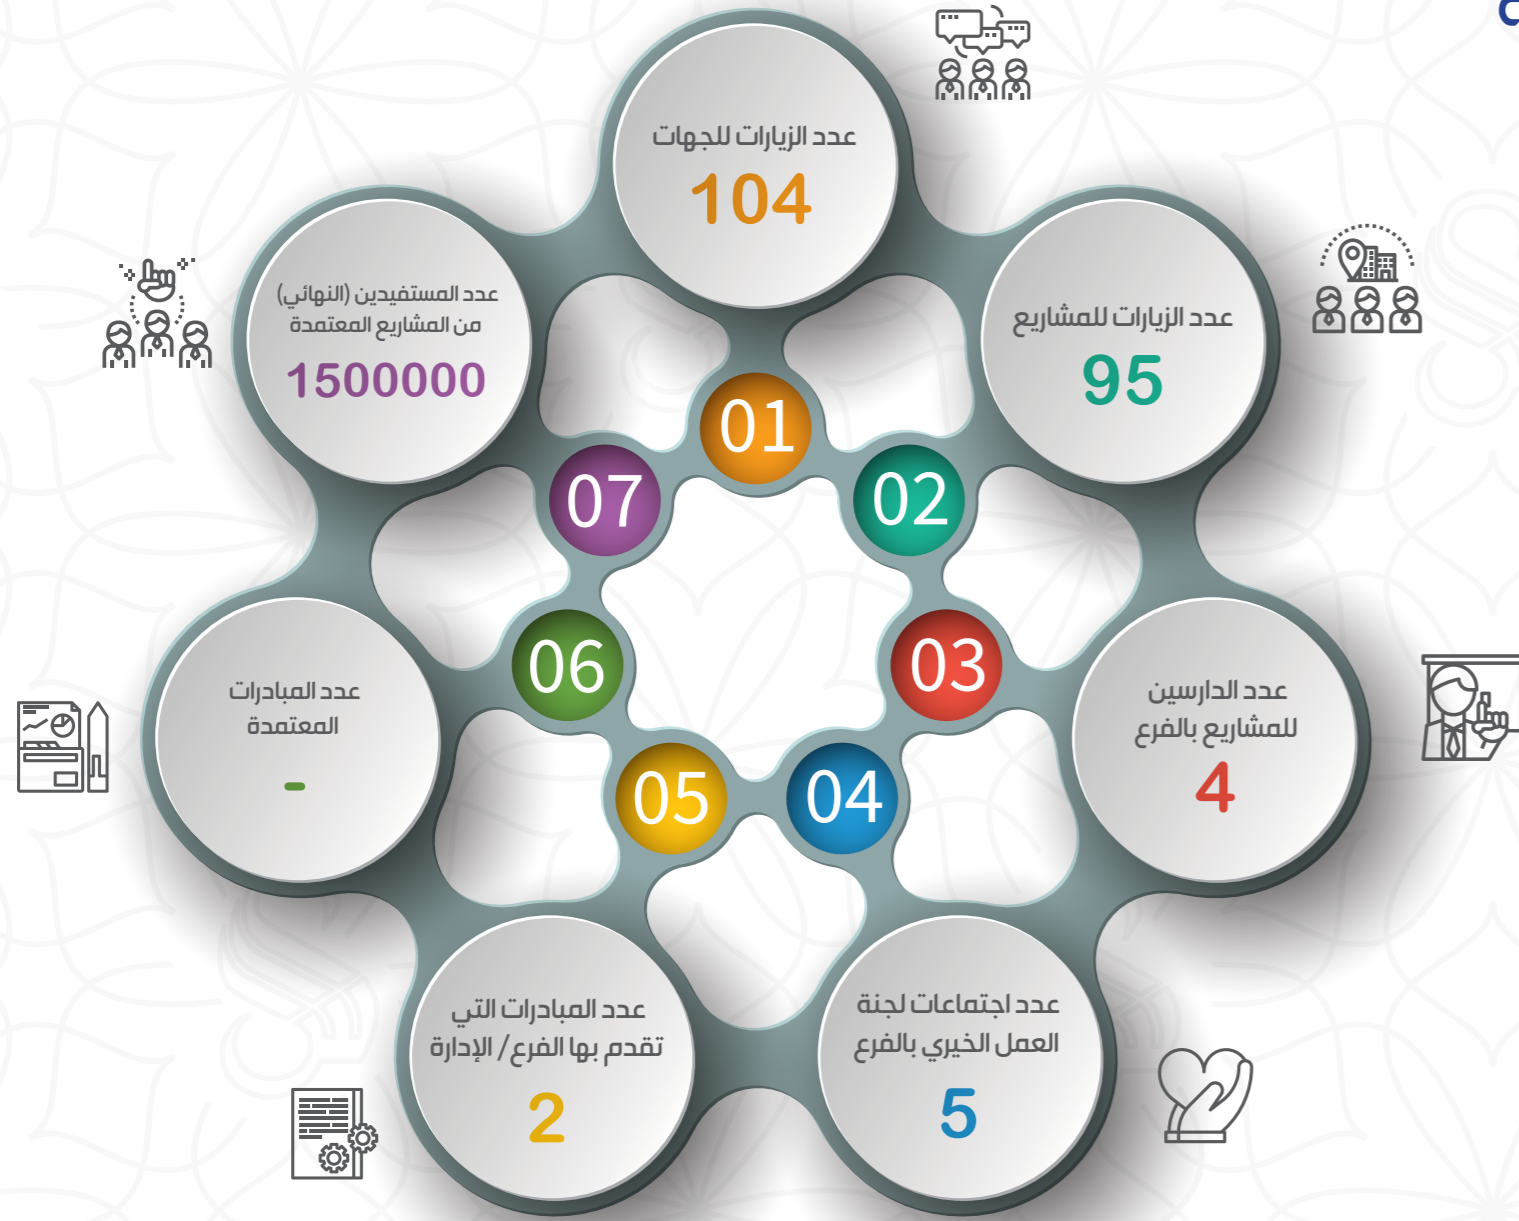 عدد الزيارات للجهات
104
01
عدد الزيارات للمشاريع
95
02
عدد الدارسين
للمشاريع بالفرع
4
03
عدد اجتماعات لجنة
العمل الخيري بالفرع
5
04
عدد المبادرات التي
تقدم بها الفرع/ الإدارة
2
05
عدد المبادرات
المعتمدة
-
06
عدد المستفيدين (النهائي)
من المشاريع المعتمدة
1500000
07